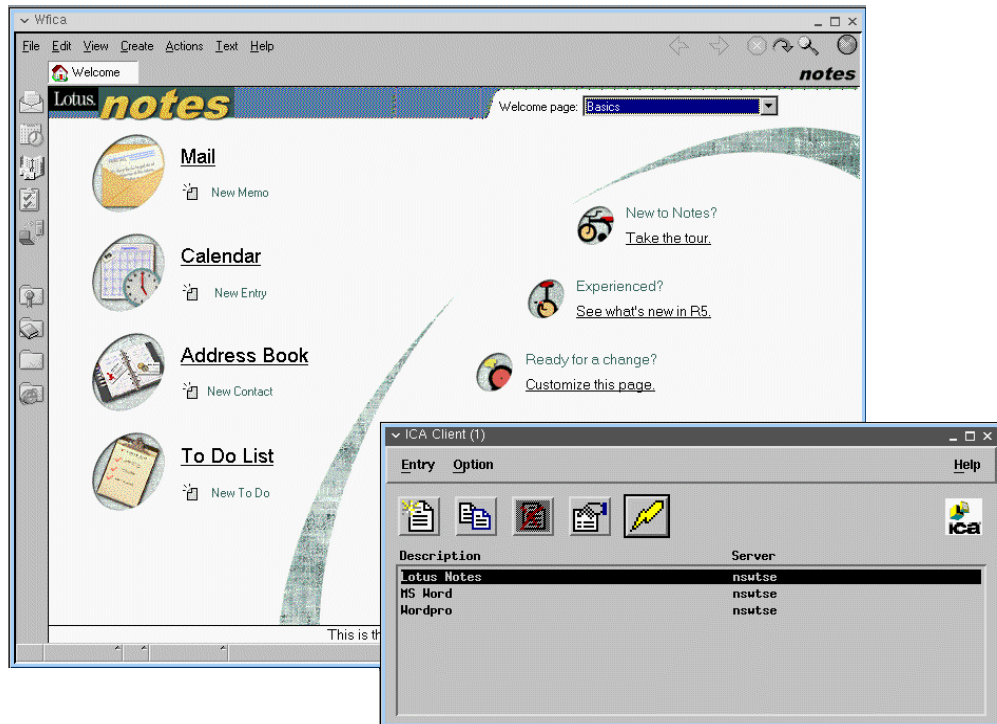 Wfica
File Edit View Create Actions Text Help
Welcome
notes
Lotus. notes
Welcome page: Basics
Mail
New Memo
New to Notes?
Take the tour.
Calendar
New Entry
Experienced?
See what's new in R5.
Address Book
New Contact
Ready for a change?
Customize this page.
To Do List
New To Do
This is th
ICA Client (1)
Entry Option Help
ica
Description Server
Lotus Notes nswtse
MS Word nswtse
Wordpro nswtse